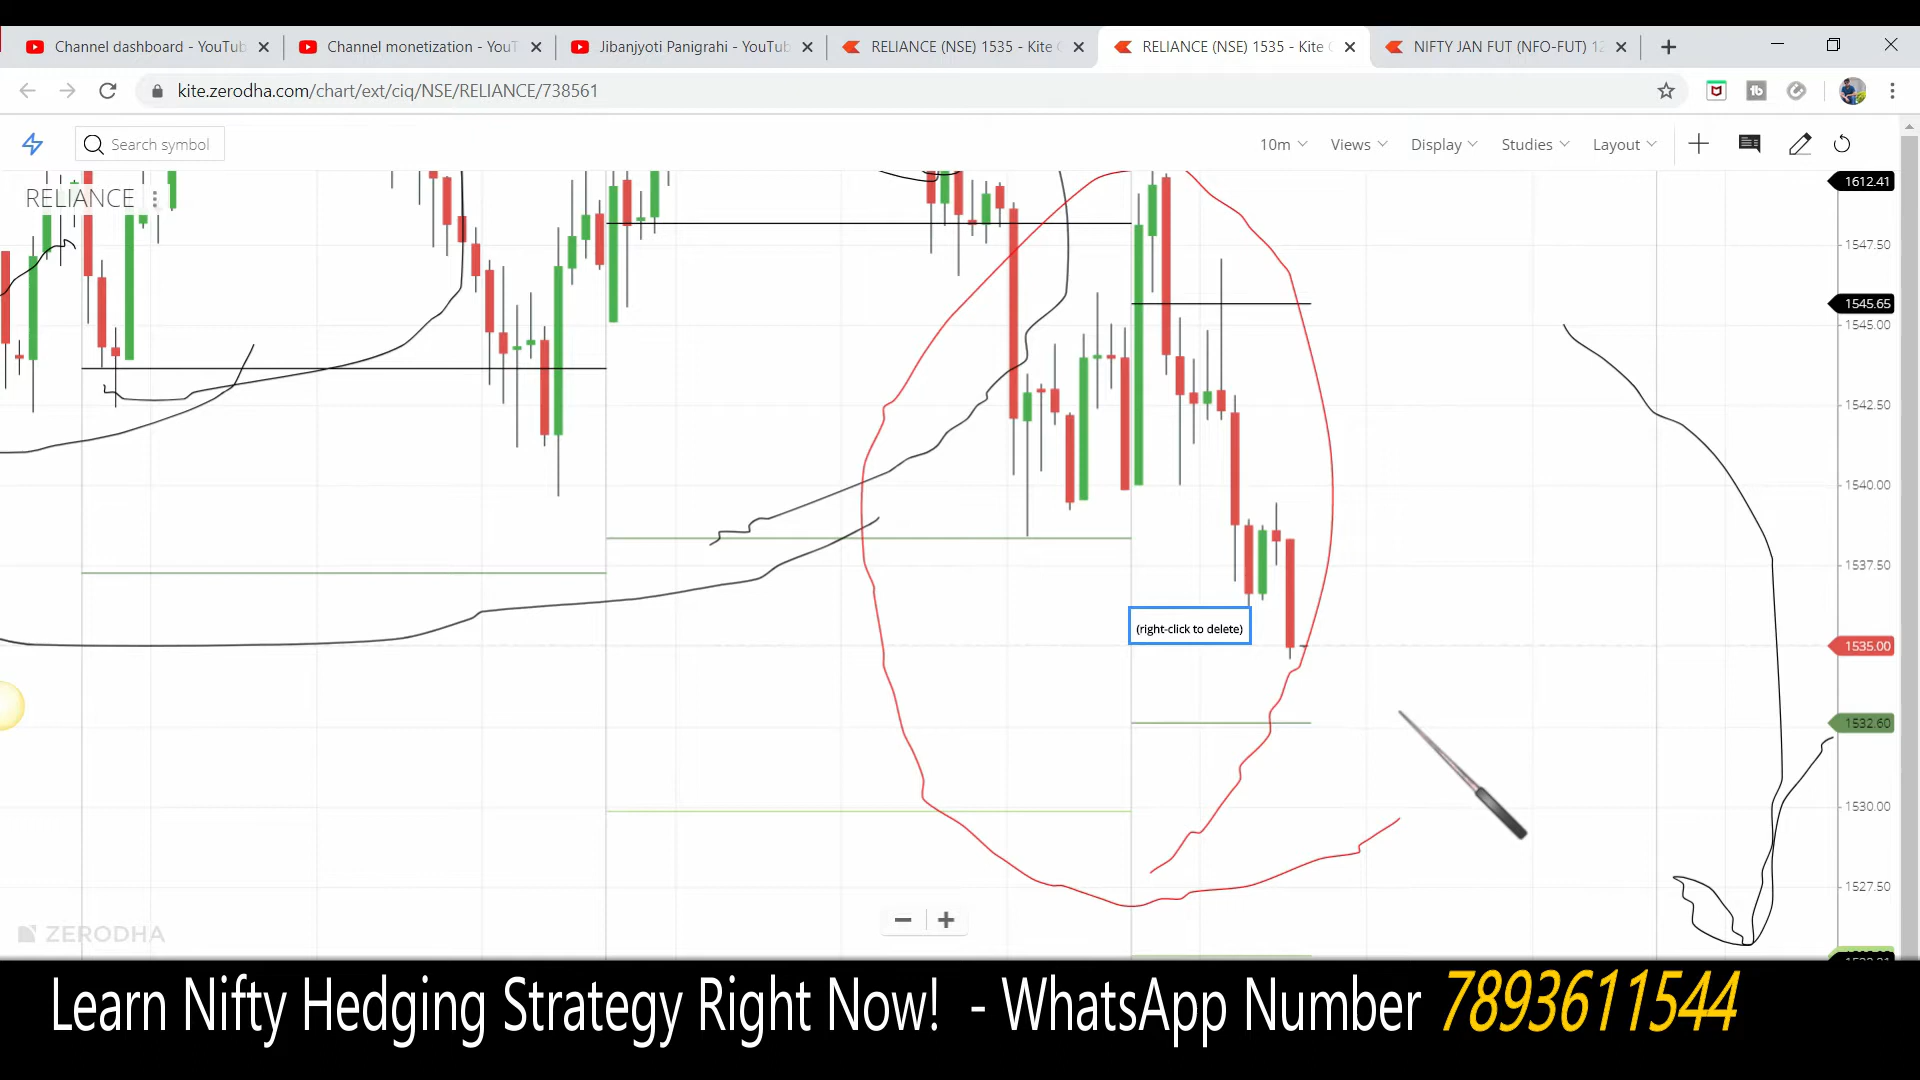 Channel dashboard - YouTub
Channel monetization - YouT
Jibanjyoti Panigrahi - YouTub
RELIANCE (NSE) 1535 - Kite C
RELIANCE (NSE) 1535 - Kite C
NIFTY JAN FUT (NFO-FUT) 12
kite.zerodha.com/chart/ext/ciq/NSE/RELIANCE/738561
Search symbol
10m
Views
Display
Studies
Layout
RELIANCE
1612.41
1547.50
1545.65
1545.00
1542.50
1540.00
1537.50
(right-click to delete)
1535.00
1532.60
1530.00
1527.50
ZERODHA
Learn Nifty Hedging Strategy Right Now! - WhatsApp Number 7893611544